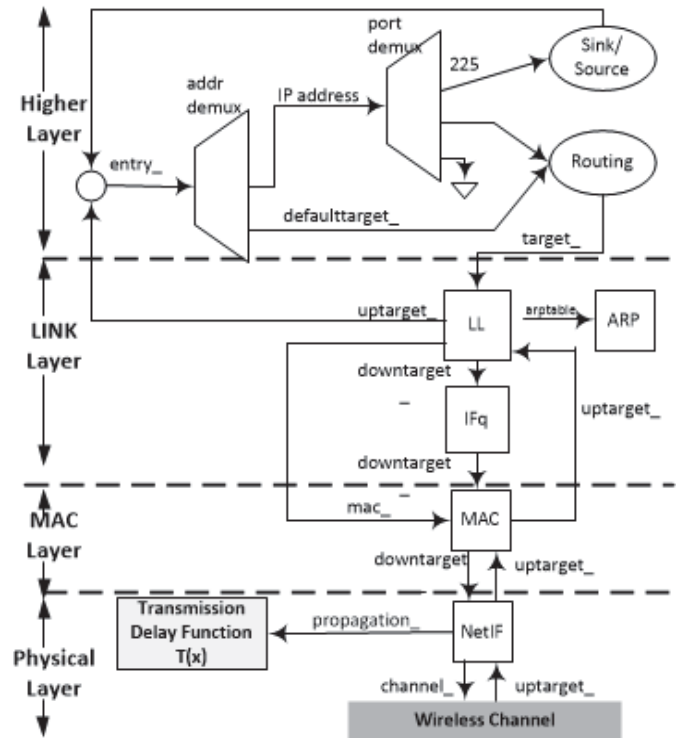 port
demux
225
Sink/
Source
addr
demux
IP address
Higher
Layer
entry_
Routing
defaulttarget_
target_
LINK
Layer
uptarget_
LL
arptable
ARP
downtarget
_
IFq
uptarget_
downtarget
_
MAC
Layer
mac_
MAC
downtarget
uptarget_
Transmission
Delay Function
T(x)
propagation_
NetIF
Physical
Layer
channel_
uptarget_
Wireless Channel